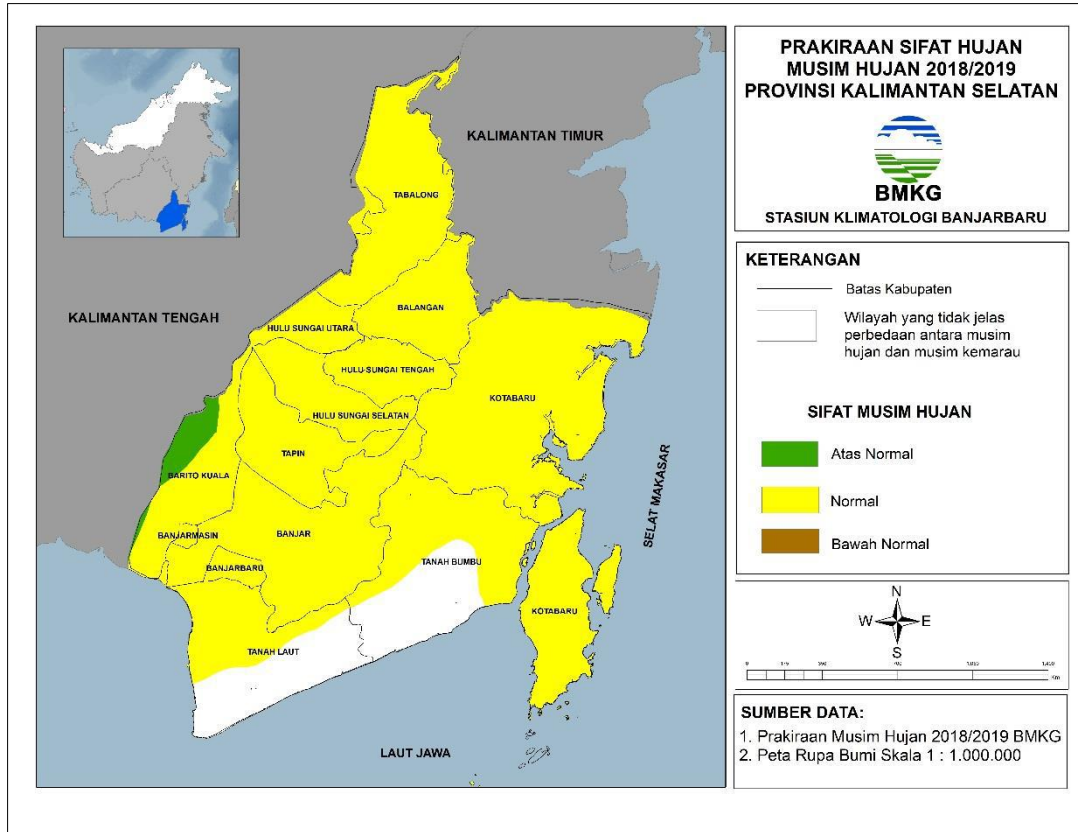 PRAKIRAAN SIFAT HUJAN
MUSIM HUJAN 2018/2019
PROVINSI KALIMANTAN SELATAN
BMKG
STASIUN KLIMATOLOGI BANJARBARU
KETERANGAN
Batas Kabupaten
Wilayah yang tidak jelas
perbedaan antara musim
hujan dan musim kemarau
SIFAT MUSIM HUJAN
Atas Normal
Normal
Bawah Normal
N
W E
S
0
Km
SUMBER DATA:
1. Prakiraan Musim Hujan 2018/2019 BMKG
2. Peta Rupa Bumi Skala 1 : 1.000.000
KALIMANTAN TIMUR
TABALONG
KALIMANTAN TENGAH
BALANGAN
HULU SUNGAI UTARA
HULU SUNGAI TENGAH
KOTABARU
HULU SUNGAI SELATAN
TAPIN
BARITO KUALA
SELAT MAKASAR
BANJARMASIN
BANJAR
TANAH BUMBU
BANJARBARU
KOTABARU
TANAH LAUT
LAUT JAWA